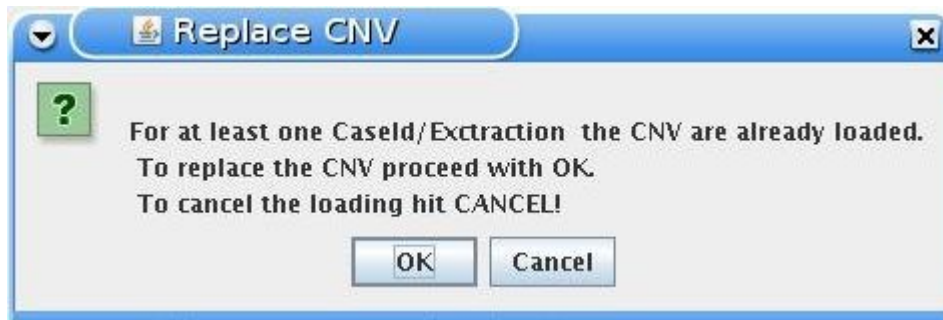 Replace CNV
?
For at least one CaseId/Exctraction the CNV are already loaded.
To replace the CNV proceed with OK.
To cancel the loading hit CANCEL!
OK Cancel